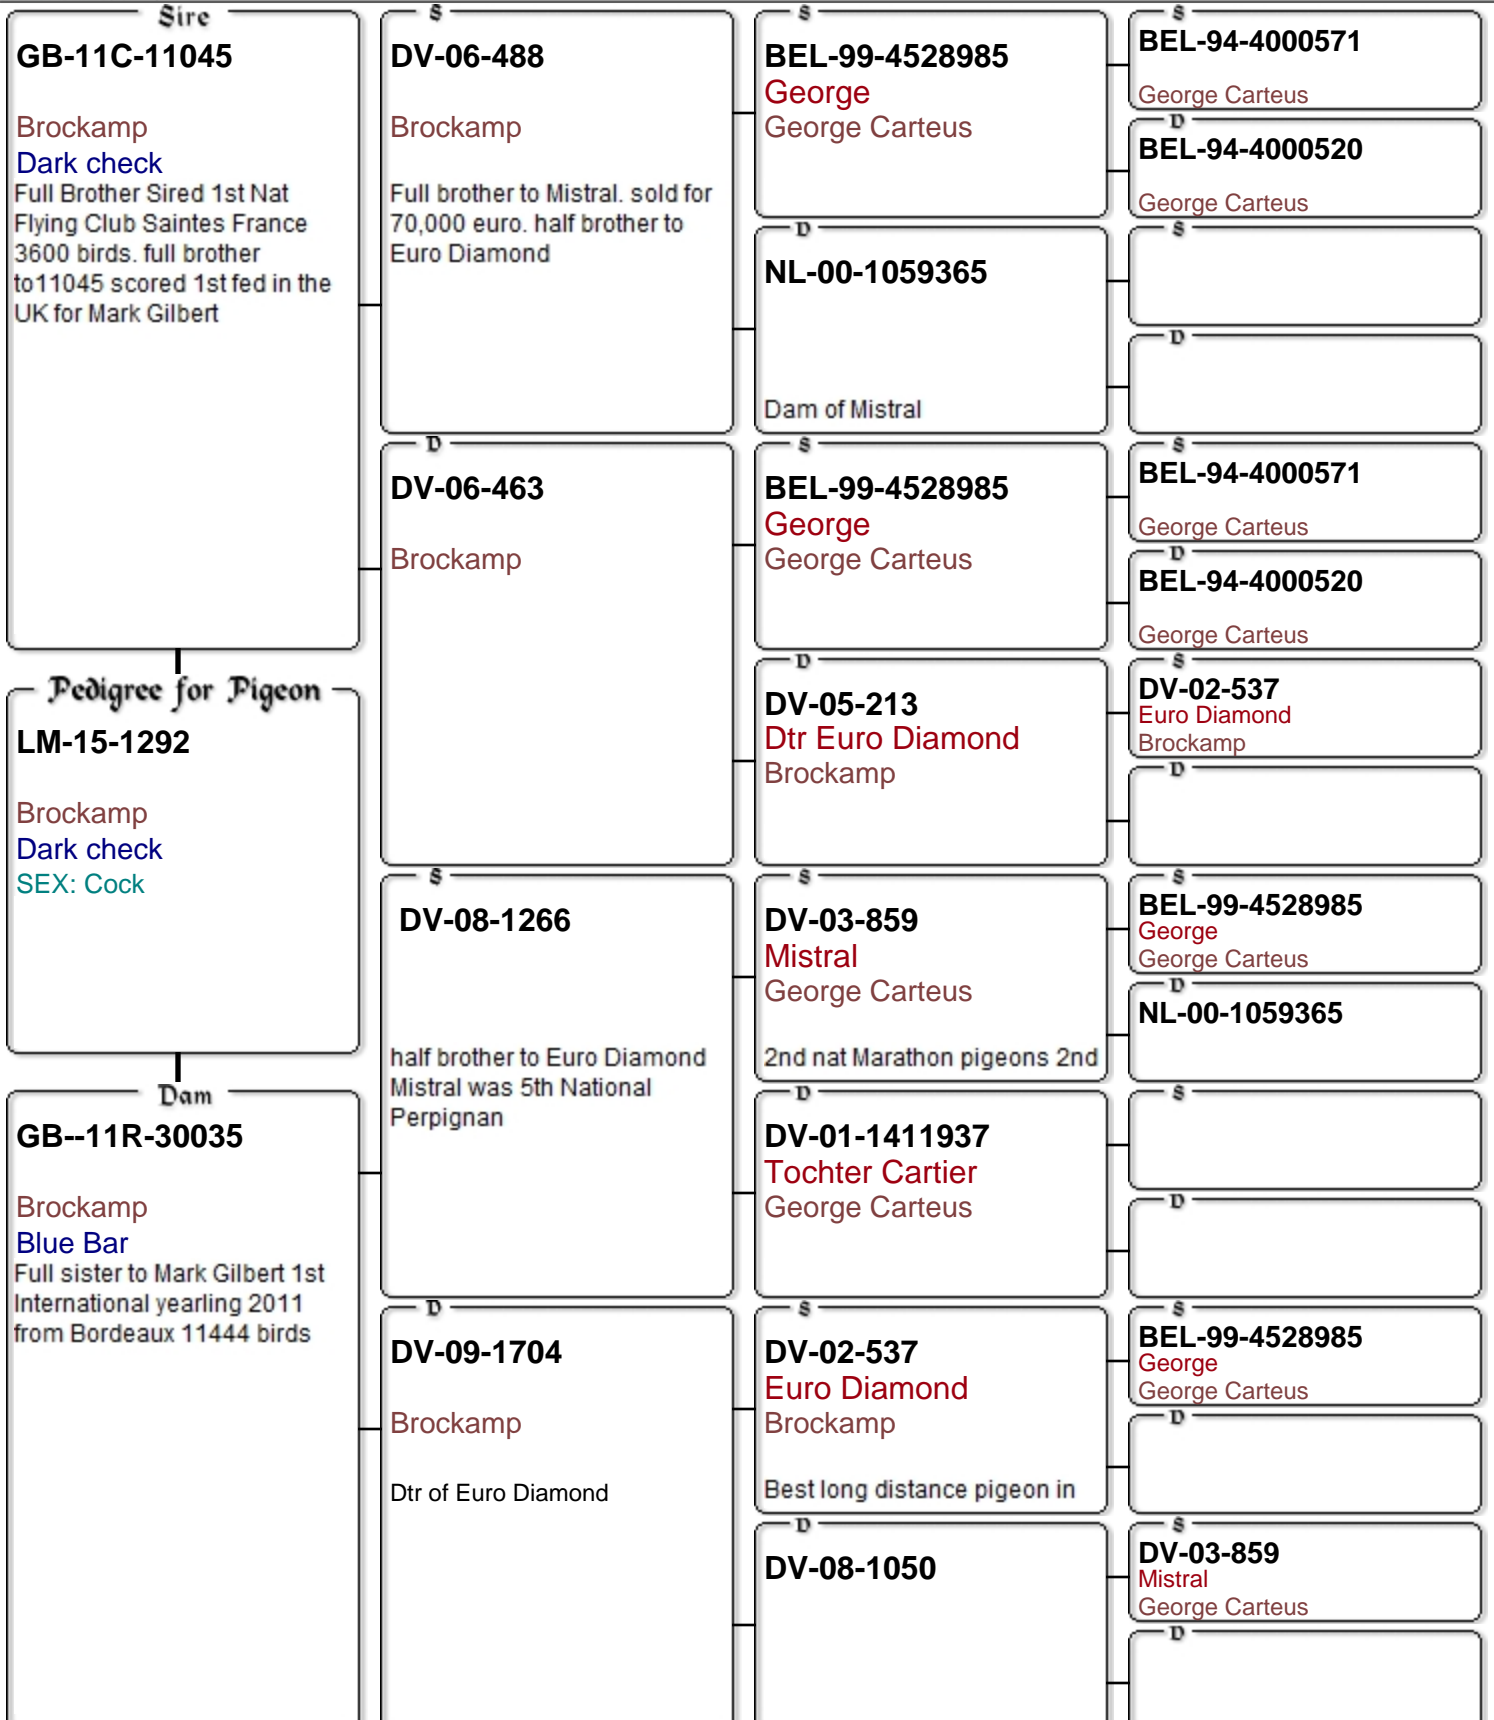 Sire
GB-11C-11045
Brockamp
Dark check
Full Brother Sired 1st Nat
Flying Club Saintes France
3600 birds. full brother
to11045 scored 1st fed in the
UK for Mark Gilbert
Pedigree for Pigeon
LM-15-1292
Brockamp
Dark check
SEX: Cock
Dam
GB--11R-30035
Brockamp
Blue Bar
Full sister to Mark Gilbert 1st
International yearling 2011
from Bordeaux 11444 birds
S
DV-06-488
Brockamp
Full brother to Mistral. sold for
70,000 euro. half brother to
Euro Diamond
D
DV-06-463
Brockamp
S
DV-08-1266
half brother to Euro Diamond
Mistral was 5th National
Perpignan
D
DV-09-1704
Brockamp
Dtr of Euro Diamond
S
BEL-99-4528985
George
George Carteus
D
NL-00-1059365
Dam of Mistral
S
BEL-99-4528985
George
George Carteus
D
DV-05-213
Dtr Euro Diamond
Brockamp
S
DV-03-859
Mistral
George Carteus
2nd nat Marathon pigeons 2nd
D
DV-01-1411937
Tochter Cartier
George Carteus
S
DV-02-537
Euro Diamond
Brockamp
Best long distance pigeon in
D
DV-08-1050
S
BEL-94-4000571
George Carteus
D
BEL-94-4000520
George Carteus
S
D
S
BEL-94-4000571
George Carteus
D
BEL-94-4000520
George Carteus
S
DV-02-537
Euro Diamond
Brockamp
D
S
BEL-99-4528985
George
George Carteus
D
NL-00-1059365
S
D
S
BEL-99-4528985
George
George Carteus
D
S
DV-03-859
Mistral
George Carteus
D